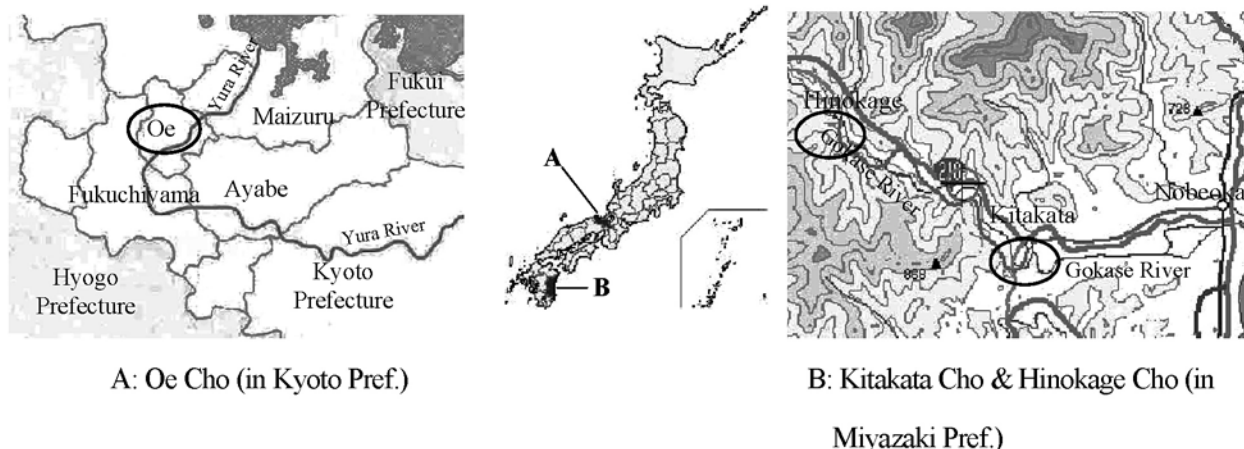 Yura River
Fukui
Prefecture
Oe
Maizuru
Fukuchiyama
Ayabe
Yura River
Hyogo
Prefecture
Kyoto
Prefecture
A
B
Hinokage
Gokase River
728
Nobeoka
Kitakata
Gokase River
A: Oe Cho (in Kyoto Pref.)
B: Kitakata Cho & Hinokage Cho (in
Miyazaki Pref.)